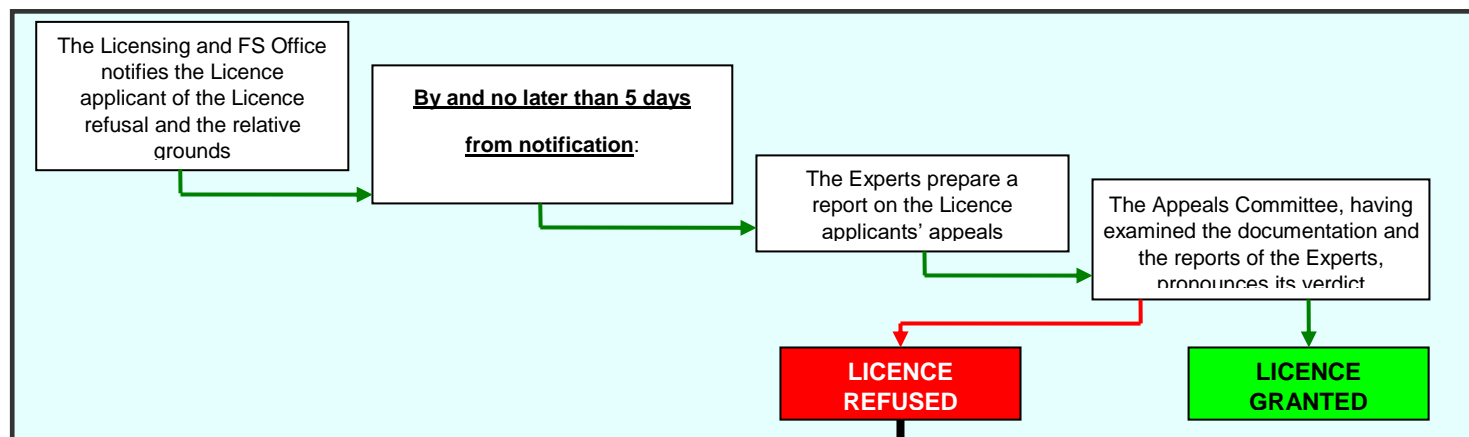 The Licensing and FS Office
notifies the Licence
applicant of the Licence
refusal and the relative
grounds
By and no later than 5 days
from notification:
The Experts prepare a
report on the Licence
applicants’ appeals
The Appeals Committee, having
examined the documentation and
the reports of the Experts,
pronounces its verdict
LICENCE
REFUSED
LICENCE
GRANTED